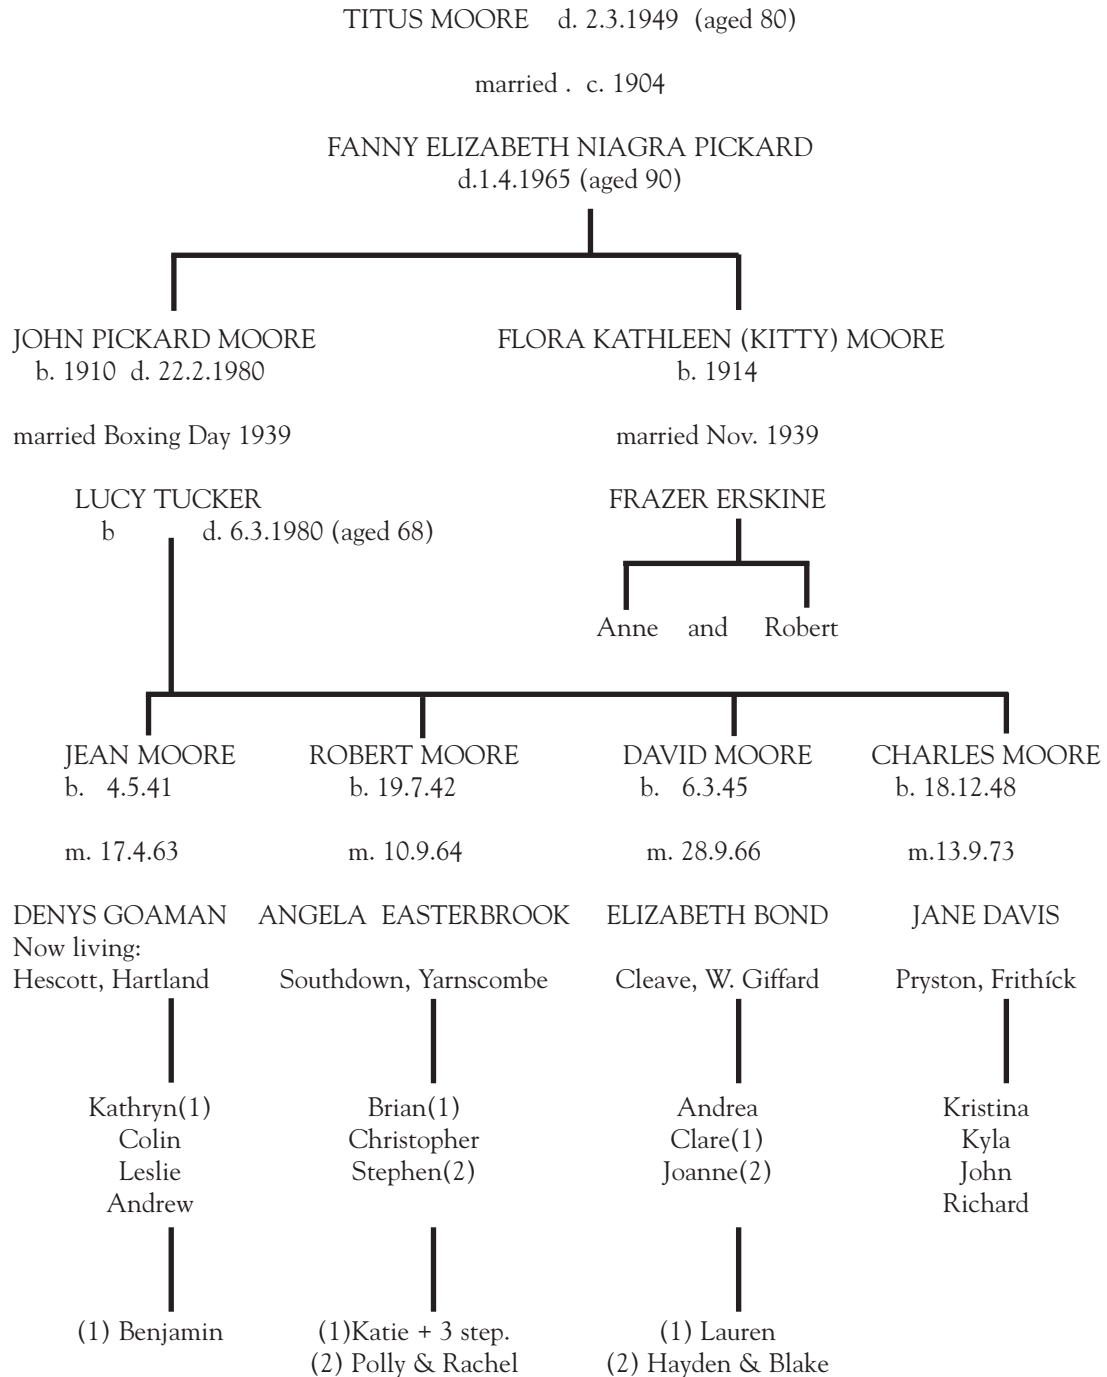 TITUS MOORE d. 2.3.1949 (aged 80)
married . c. 1904
FANNY ELIZABETH NIAGRA PICKARD
d.1.4.1965 (aged 90)
JOHN PICKARD MOORE
b. 1910 d. 22.2.1980
married Boxing Day 1939
LUCY TUCKER
b d. 6.3.1980 (aged 68)
FLORA KATHLEEN (KITTY) MOORE
b. 1914
married Nov. 1939
FRAZER ERSKINE
Anne and Robert
JEAN MOORE
b. 4.5.41
m. 17.4.63
DENYS GOAMAN
Now living:
Hescott, Hartland
Kathryn(1)
Colin
Leslie
Andrew
(1) Benjamin
ROBERT MOORE
b. 19.7.42
m. 10.9.64
ANGELA EASTERBROOK
Southdown, Yarnscombe
Brian(1)
Christopher
Stephen(2)
(1)Katie + 3 step.
(2) Polly & Rachel
DAVID MOORE
b. 6.3.45
m. 28.9.66
ELIZABETH BOND
Cleave, W. Giffard
Andrea
Clare(1)
Joanne(2)
(1) Lauren
(2) Hayden & Blake
CHARLES MOORE
b. 18.12.48
m.13.9.73
JANE DAVIS
Pryston, Frithíck
Kristina
Kyla
John
Richard